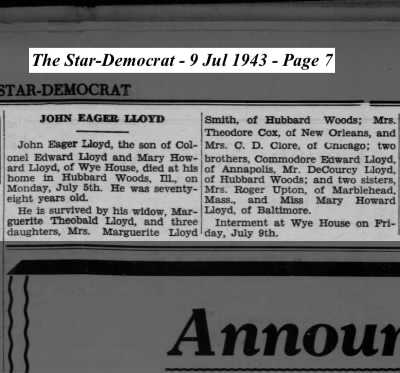 The Star-Democrat - 9 Jul 1943 - Page 7
STAR-DEMOCRAT
JOHN EAGER LLOYD
John Eager Lloyd, the son of Col-
onel Edward Lloyd and Mary How-
ard Lloyd, of Wye House, died at his
home in Hubbard Woods, Ill., on
Monday, July 5th. He was seventy-
eight years old.
He is survived by his widow, Mar-
guerite Theobald Lloyd, and three
daughters, Mrs. Marguerite Lloyd
Smith, of Hubbard Woods; Mrs.
Theodore Cox, of New Orleans, and
Mrs. C. D. Clore, of Chicago; two
brothers, Commodore Edward Lloyd,
of Annapolis, Mr. DeCourcy Lloyd,
of Hubbard Woods; and two sisters,
Mrs. Roger Upton, of Marblehead,
Mass., and Miss Mary Howard
Lloyd, of Baltimore.
Interment at Wye House on Fri-
day, July 9th.
Announ